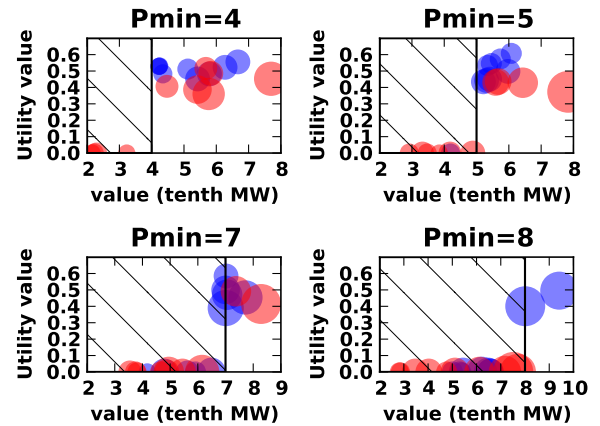 Pmin=4
Utility value
0.6
0.5
0.4
0.3
0.2
0.1
0.0
2 3 4 5 6 7 8
value (tenth MW)
Pmin=5
Utility value
0.6
0.5
0.4
0.3
0.2
0.1
0.0
2 3 4 5 6 7 8
value (tenth MW)
Pmin=7
Utility value
0.6
0.5
0.4
0.3
0.2
0.1
0.0
2 3 4 5 6 7 8 9
value (tenth MW)
Pmin=8
Utility value
0.6
0.5
0.4
0.3
0.2
0.1
0.0
2 3 4 5 6 7 8 9 10
value (tenth MW)